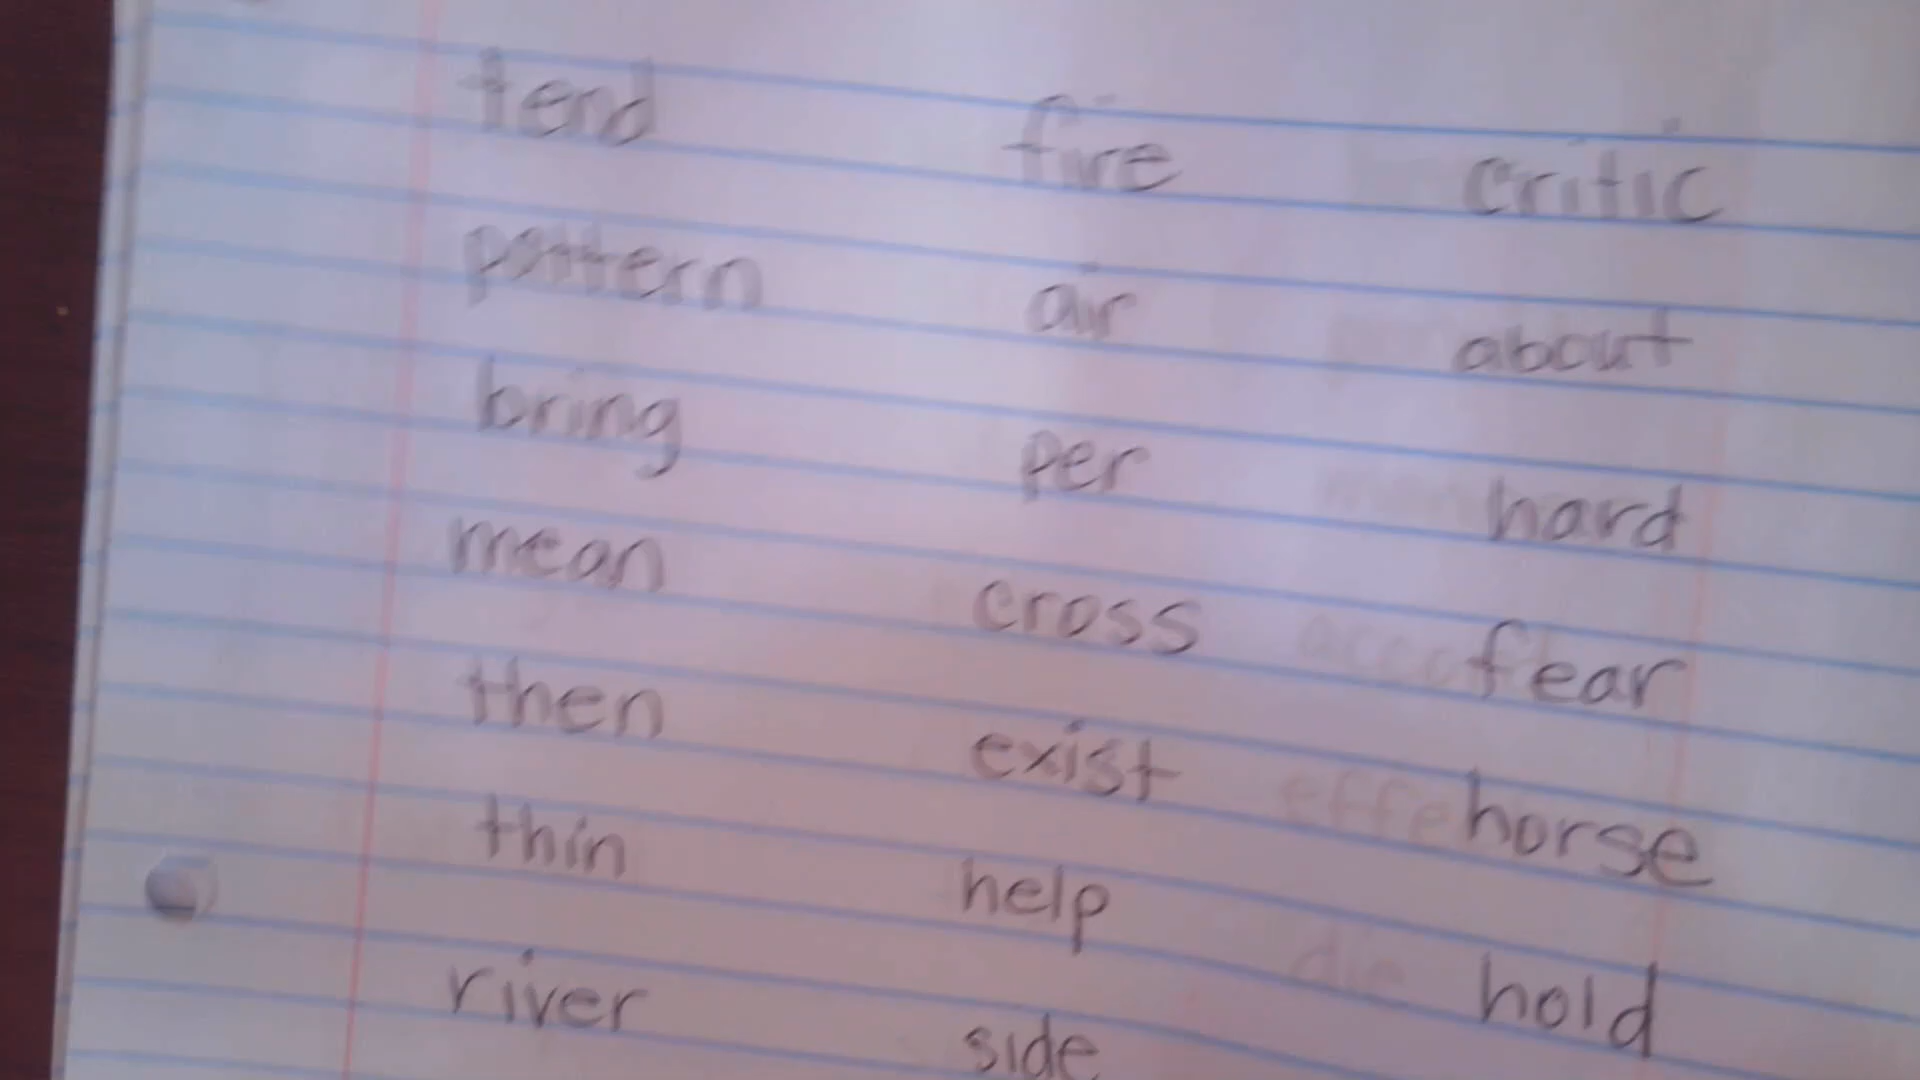 tend fire critic
pattern air about
bring per hard
mean cross fear
then exist horse
thin help hold
river side